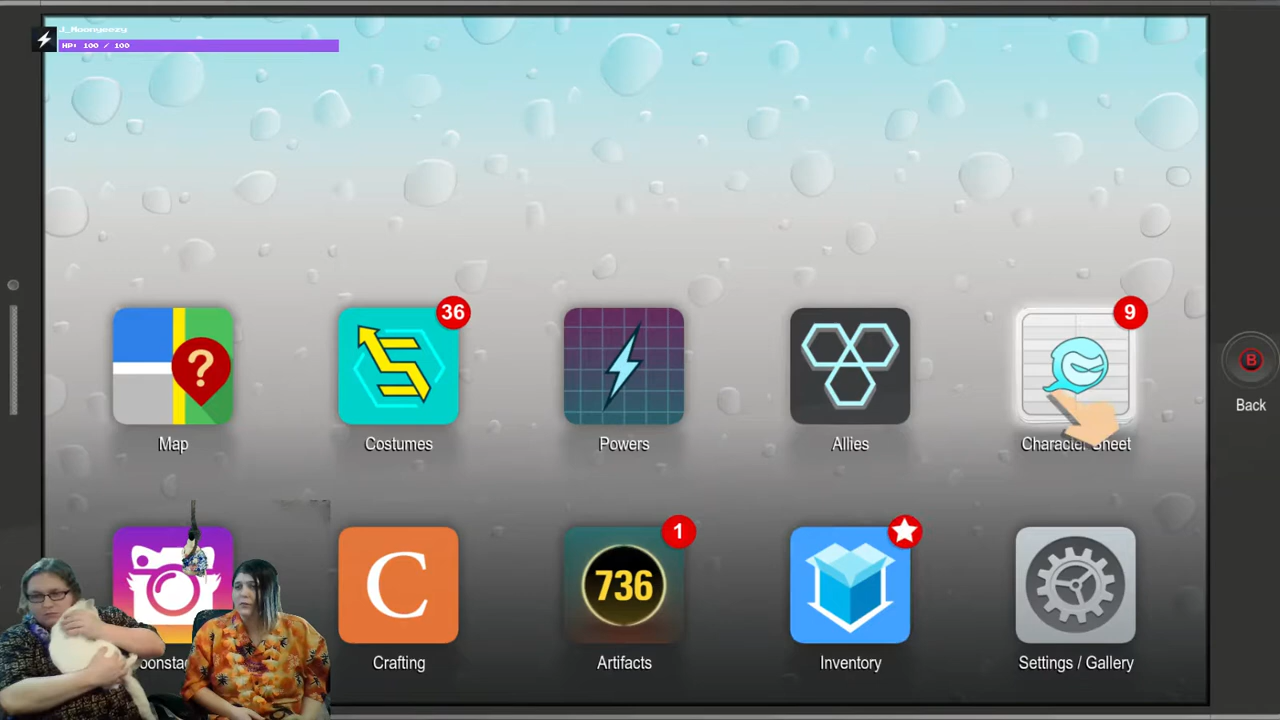 J_Moonyeezy
HP: 100 / 100
36
9
?
B
Back
Map
Costumes
Powers
Allies
Character Sheet
1
C
736
Crafting
Artifacts
Inventory
Settings / Gallery